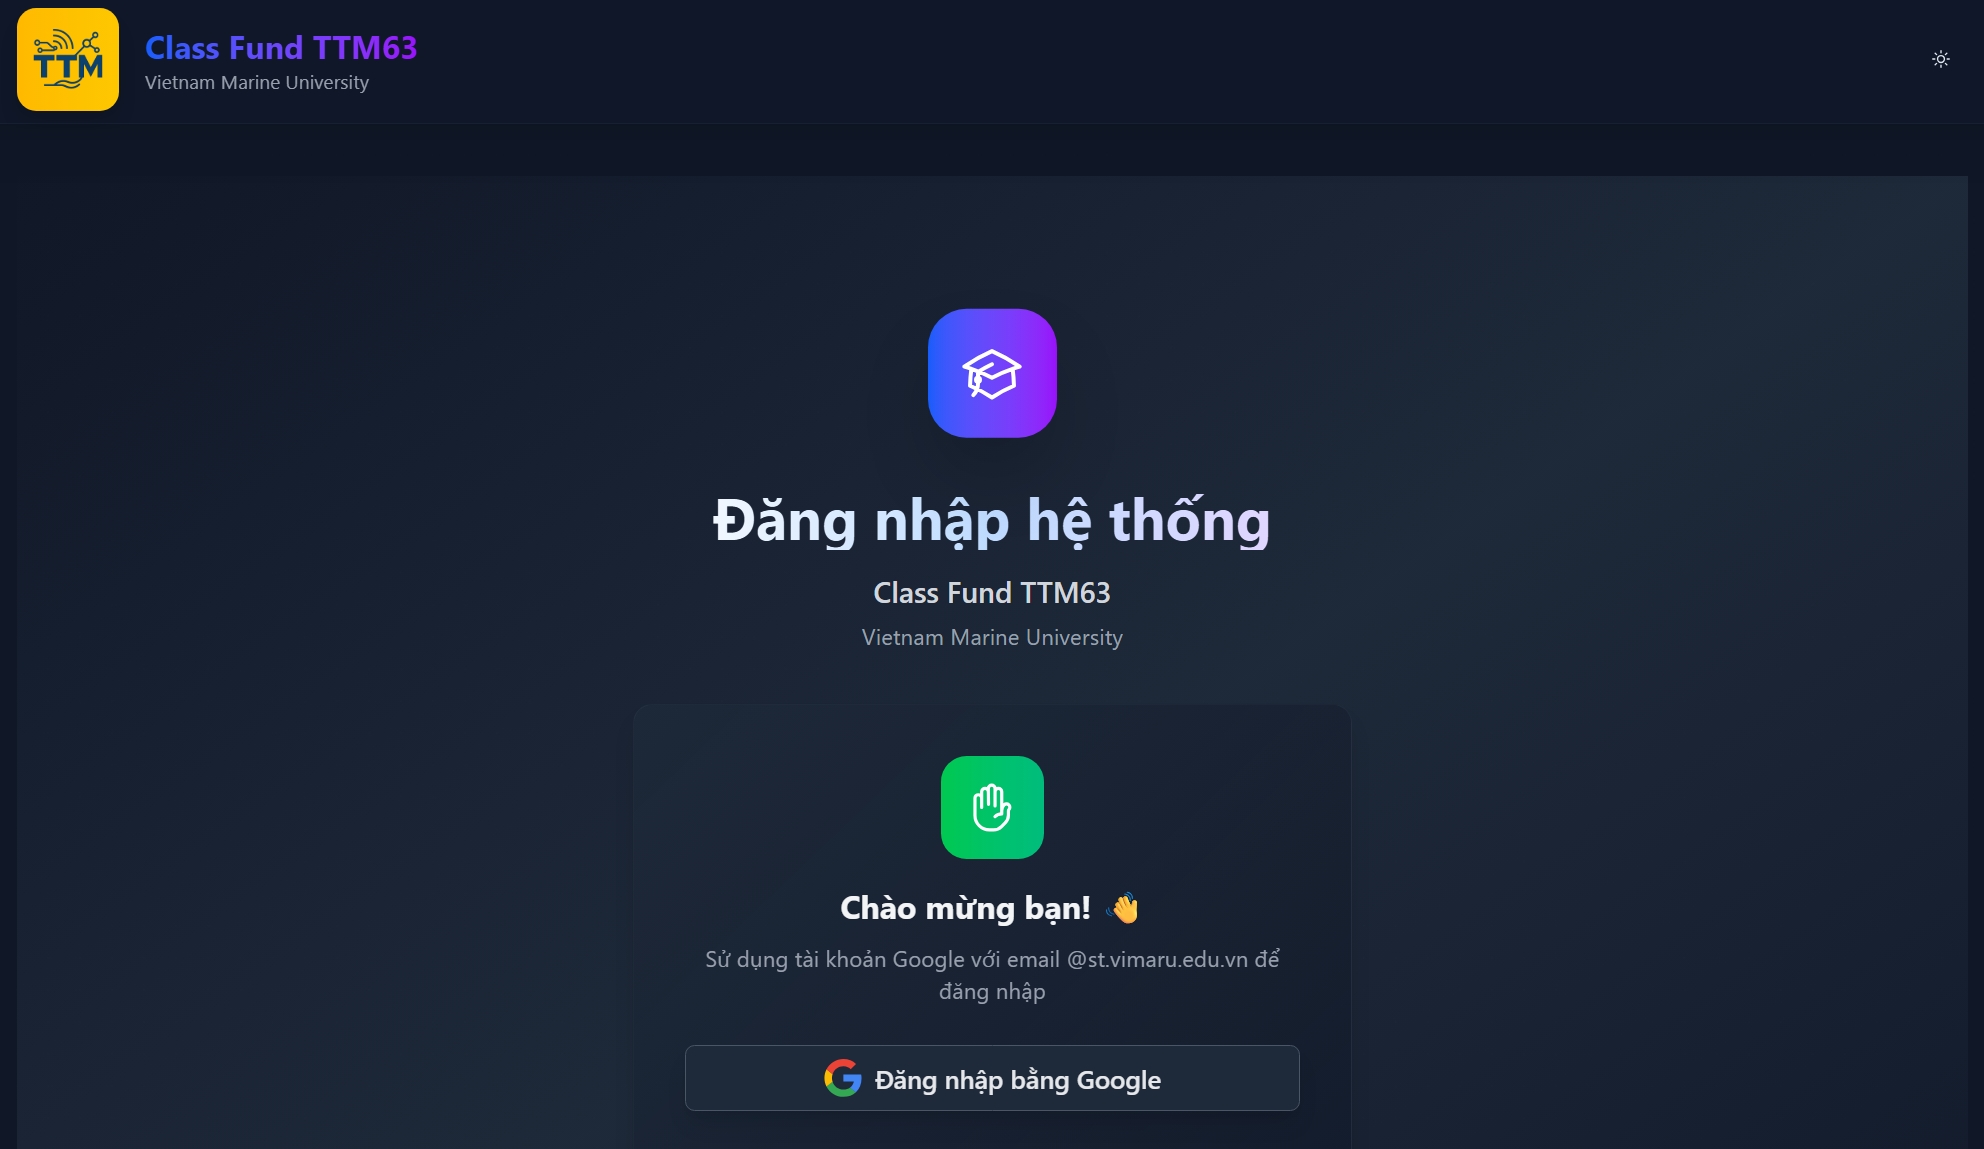 TTM
Class Fund TTM63
Vietnam Marine University
Đăng nhập hệ thống
Class Fund TTM63
Vietnam Marine University
Chào mừng bạn! 👋
Sử dụng tài khoản Google với email @st.vimaru.edu.vn để
đăng nhập
Đăng nhập bằng Google